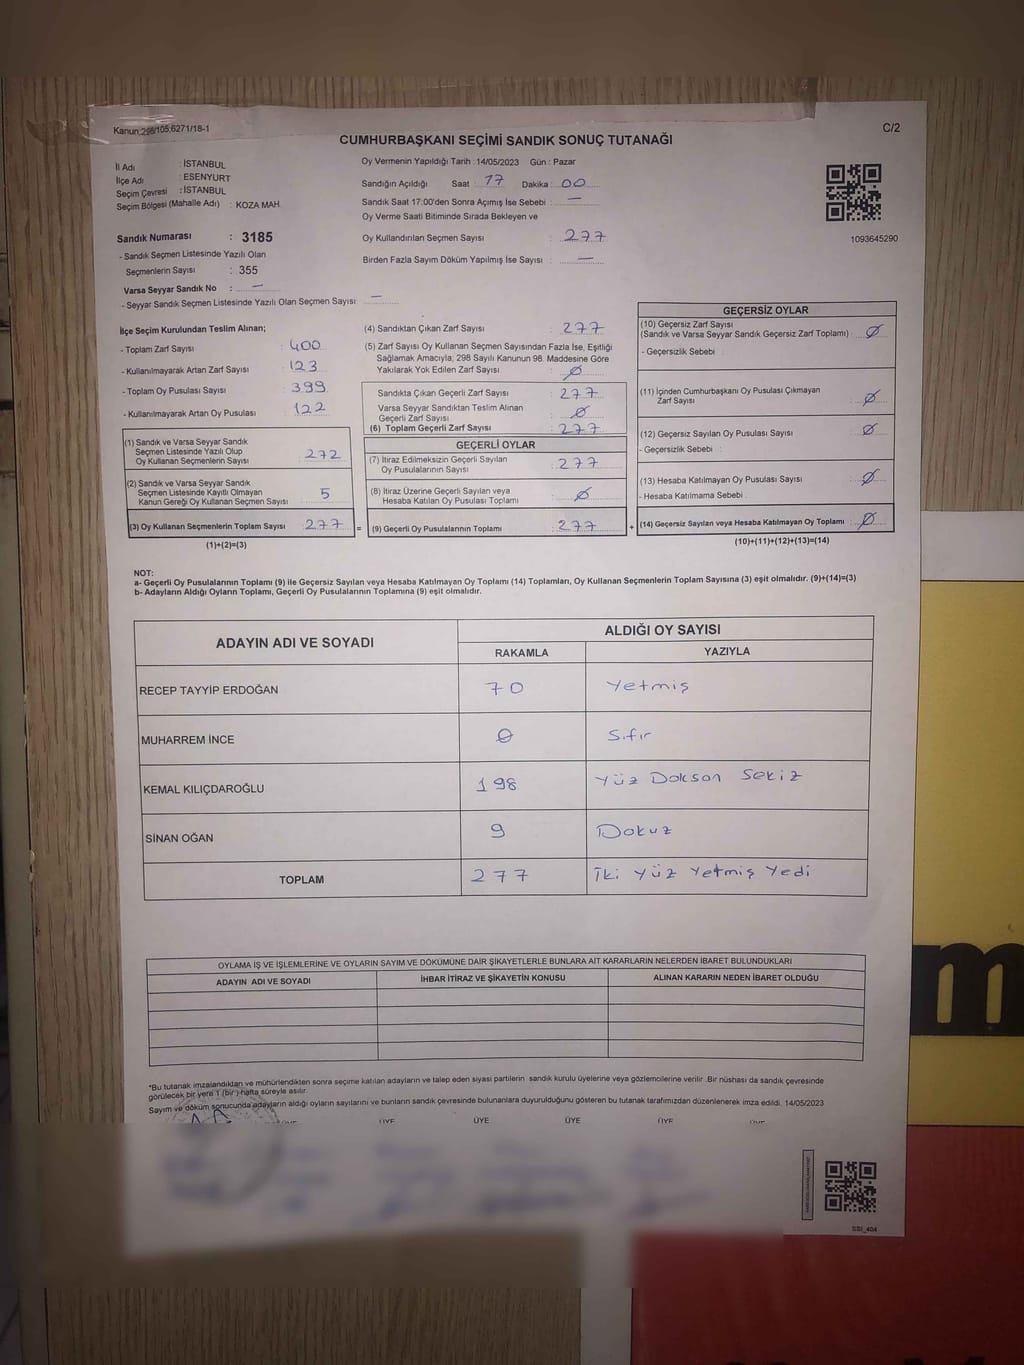 Kanun:298/105;6271/18-1
C/2
CUMHURBAŞKANI SEÇİMİ SANDIK SONUÇ TUTANAĞI
İl Adı : İSTANBUL
İlçe Adı : ESENYURT
Seçim Çevresi : İSTANBUL
Seçim Bölgesi (Mahalle Adı) : KOZA MAH.
Sandık Numarası : 3185
- Sandık Seçmen Listesinde Yazılı Olan
Seçmenlerin Sayısı : 355
Varsa Seyyar Sandık No : —
- Seyyar Sandık Seçmen Listesinde Yazılı Olan Seçmen Sayısı: —
Oy Vermenin Yapıldığı Tarih : 14/05/2023 Gün : Pazar
Sandığın Açıldığı Saat : 17 Dakika : 00
Sandık Saat 17:00'den Sonra Açımış İse Sebebi : —
Oy Verme Saati Bitiminde Sırada Bekleyen ve
Oy Kullandırılan Seçmen Sayısı : 277
Birden Fazla Sayım Döküm Yapılmış İse Sayısı : —
1093645290
İlçe Seçim Kurulundan Teslim Alınan;
- Toplam Zarf Sayısı : 400
- Kullanılmayarak Artan Zarf Sayısı : 123
- Toplam Oy Pusulası Sayısı : 399
- Kullanılmayarak Artan Oy Pusulası : 122
(1) Sandık ve Varsa Seyyar Sandık
Seçmen Listesinde Yazılı Olup
Oy Kullanan Seçmenlerin Sayısı : 272
(2) Sandık ve Varsa Seyyar Sandık
Seçmen Listesinde Kayıtlı Olmayan
Kanun Gereği Oy Kullanan Seçmen Sayısı : 5
(3) Oy Kullanan Seçmenlerin Toplam Sayısı : 277 =
(1)+(2)=(3)
(4) Sandıktan Çıkan Zarf Sayısı : 277
(5) Zarf Sayısı Oy Kullanan Seçmen Sayısından Fazla İse, Eşitliği
Sağlamak Amacıyla; 298 Sayılı Kanunun 98. Maddesine Göre
Yakılarak Yok Edilen Zarf Sayısı : Ø
Sandıkta Çıkan Geçerli Zarf Sayısı : 277
Varsa Seyyar Sandıktan Teslim Alınan
Geçerli Zarf Sayısı : Ø
(6) Toplam Geçerli Zarf Sayısı : 277
GEÇERLİ OYLAR
(7) İtiraz Edilmeksizin Geçerli Sayılan
Oy Pusulalarının Sayısı : 277
(8) İtiraz Üzerine Geçerli Sayılan veya
Hesaba Katılan Oy Pusulası Toplamı : Ø
(9) Geçerli Oy Pusulalarının Toplamı : 277 +
GEÇERSİZ OYLAR
(10) Geçersiz Zarf Sayısı
(Sandık ve Varsa Seyyar Sandık Geçersiz Zarf Toplamı) : Ø
- Geçersizlik Sebebi :
(11) İçinden Cumhurbaşkanı Oy Pusulası Çıkmayan
Zarf Sayısı : Ø
(12) Geçersiz Sayılan Oy Pusulası Sayısı : Ø
- Geçersizlik Sebebi :
(13) Hesaba Katılmayan Oy Pusulası Sayısı : Ø
- Hesaba Katılmama Sebebi :
(14) Geçersiz Sayılan veya Hesaba Katılmayan Oy Toplamı : Ø
(10)+(11)+(12)+(13)=(14)
NOT:
a- Geçerli Oy Pusulalarının Toplamı (9) ile Geçersiz Sayılan veya Hesaba Katılmayan Oy Toplamı (14) Toplamları, Oy Kullanan Seçmenlerin Toplam Sayısına (3) eşit olmalıdır. (9)+(14)=(3)
b- Adayların Aldığı Oyların Toplamı, Geçerli Oy Pusulalarının Toplamına (9) eşit olmalıdır.
ADAYIN ADI VE SOYADI
ALDIĞI OY SAYISI
RAKAMLA YAZIYLA
RECEP TAYYİP ERDOĞAN 70 Yetmiş
MUHARREM İNCE Ø Sıfır
KEMAL KILIÇDAROĞLU 198 Yüz Doksan Sekiz
SİNAN OĞAN 9 Dokuz
TOPLAM 277 İki Yüz Yetmiş Yedi
OYLAMA İŞ VE İŞLEMLERİNE VE OYLARIN SAYIM VE DÖKÜMÜNE DAİR ŞİKAYETLERLE BUNLARA AİT KARARLARIN NELERDEN İBARET BULUNDUKLARI
ADAYIN ADI VE SOYADI İHBAR İTİRAZ VE ŞİKAYETİN KONUSU ALINAN KARARIN NEDEN İBARET OLDUĞU
*Bu tutanak imzalandıktan ve mühürlendikten sonra seçime katılan adayların ve talep eden siyasi partilerin sandık kurulu üyelerine veya gözlemcilerine verilir .Bir nüshası da sandık çevresinde
görülecek bir yere 1 (bir ) hafta süreyle asılır.
Sayım ve döküm sonucunda adayların aldığı oyların sayılarını ve bunların sandık çevresinde bulunanlara duyurulduğunu gösteren bu tutanak tarafımızdan düzenlenerek imza edildi. 14/05/2023
ÜYE ÜYE ÜYE ÜYE
SSI_404
m